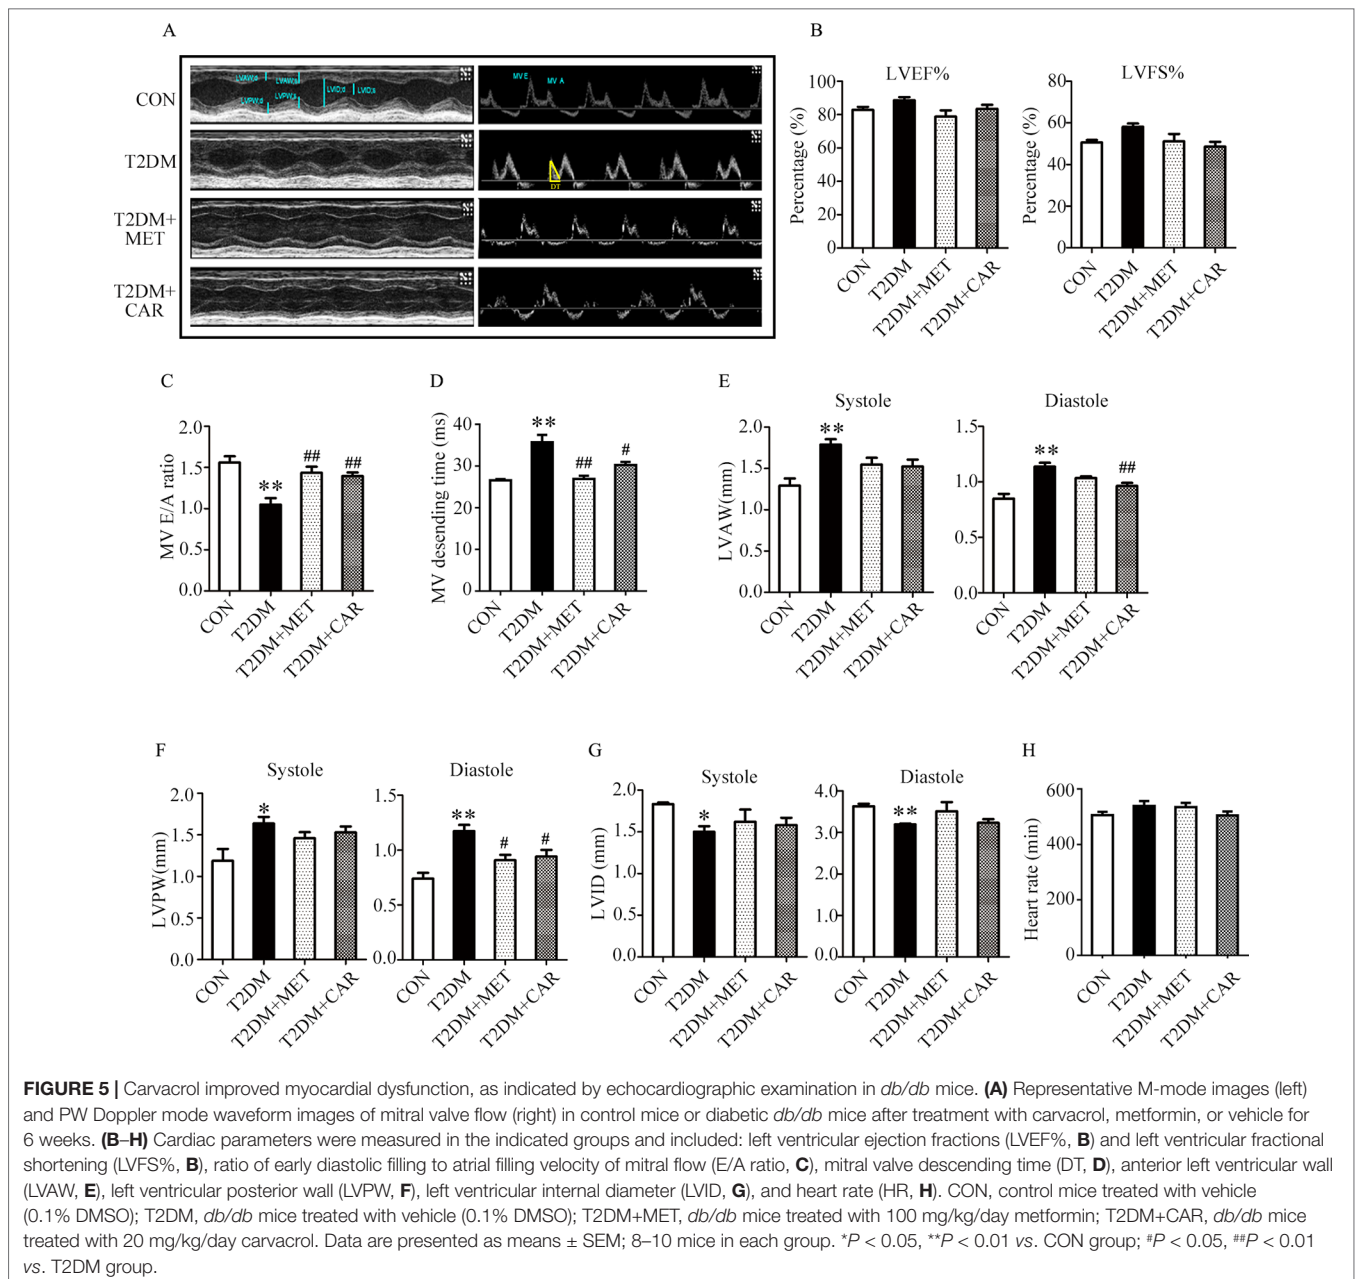 A
CON
T2DM
T2DM+
MET
T2DM+
CAR
LVAW;d
LVAW;s
LVPW;d
LVPW;s
LVID;d
LVID;s
MV E
MV A
DT
B
LVEF%
Percentage (%)
100
80
60
40
20
0
CON
T2DM
T2DM+MET
T2DM+CAR
LVFS%
Percentage (%)
80
60
40
20
0
CON
T2DM
T2DM+MET
T2DM+CAR
C
MV E/A ratio
2.0
1.5
1.0
1.5
1.0
**
##
##
CON
T2DM
T2DM+MET
T2DM+CAR
D
MV desending time (ms)
40
30
20
10
0
**
##
#
CON
T2DM
T2DM+MET
T2DM+CAR
E
Systole
LVAW(mm)
2.0
1.5
1.0
1.5
0.0
**
CON
T2DM
T2DM+MET
T2DM+CAR
Diastole
1.5
1.0
0.5
0.0
**
##
CON
T2DM
T2DM+MET
T2DM+CAR
F
Systole
LVPW(mm)
2.0
1.5
1.0
0.5
0.0
*
CON
T2DM
T2DM+MET
T2DM+CAR
Diastole
1.5
1.0
0.5
0.0
**
#
#
CON
T2DM
T2DM+MET
T2DM+CAR
G
Systole
LVID (mm)
2.0
1.5
1.0
0.5
0.0
*
CON
T2DM
T2DM+MET
T2DM+CAR
Diastole
4.0
3.0
2.0
1.0
0.0
**
CON
T2DM
T2DM+MET
T2DM+CAR
H
Heart rate (min)
600
400
200
0
CON
T2DM
T2DM+MET
T2DM+CAR
FIGURE 5 | Carvacrol improved myocardial dysfunction, as indicated by echocardiographic examination in db/db mice. (A) Representative M-mode images (left)
and PW Doppler mode waveform images of mitral valve flow (right) in control mice or diabetic db/db mice after treatment with carvacrol, metformin, or vehicle for
6 weeks. (B–H) Cardiac parameters were measured in the indicated groups and included: left ventricular ejection fractions (LVEF%, B) and left ventricular fractional
shortening (LVFS%, B), ratio of early diastolic filling to atrial filling velocity of mitral flow (E/A ratio, C), mitral valve descending time (DT, D), anterior left ventricular wall
(LVAW, E), left ventricular posterior wall (LVPW, F), left ventricular internal diameter (LVID, G), and heart rate (HR, H). CON, control mice treated with vehicle
(0.1% DMSO); T2DM, db/db mice treated with vehicle (0.1% DMSO); T2DM+MET, db/db mice treated with 100 mg/kg/day metformin; T2DM+CAR, db/db mice
treated with 20 mg/kg/day carvacrol. Data are presented as means ± SEM; 8–10 mice in each group. *P < 0.05, **P < 0.01 vs. CON group; #P < 0.05, ##P < 0.01
vs. T2DM group.